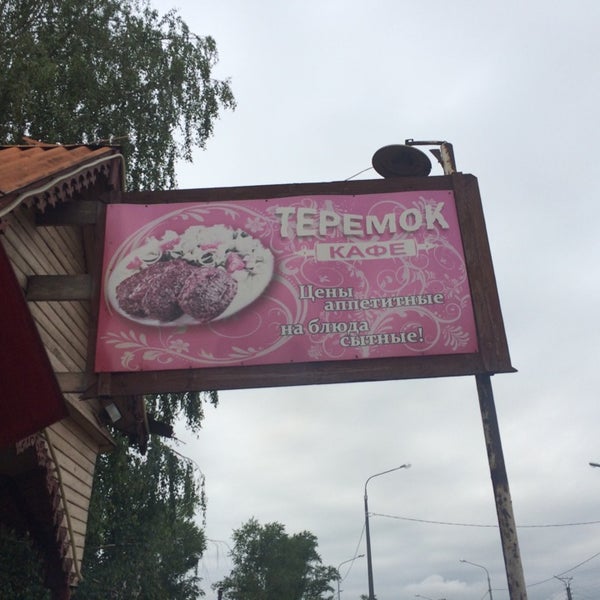 ТЕРЕМОК
КАФЕ
Цены
аппетитные
на блюда
сытные!